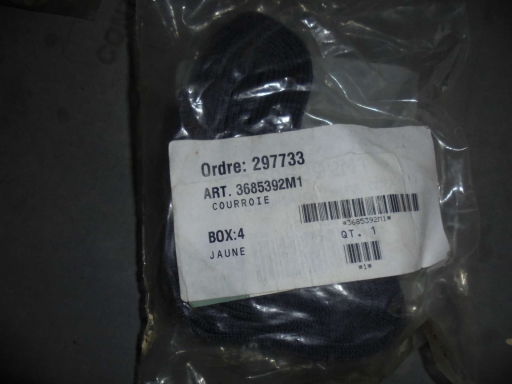 Ordre: 297733
ART. 3685392M1
COURROIE
*3685392M1*
BOX:4
QT. 1
JAUNE
*1*